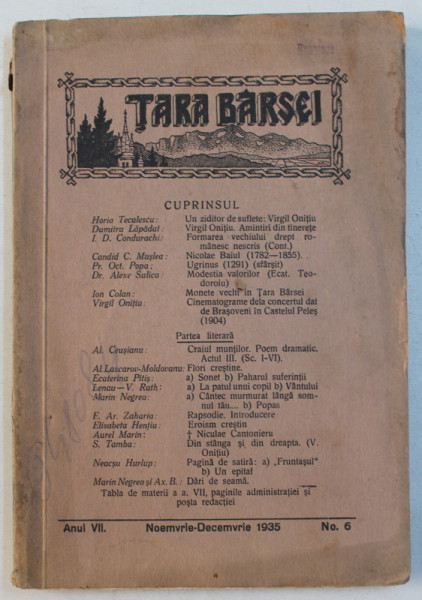 ȚARA BÂRSEI
CUPRINSUL
Horia Teculescu: Un ziditor de suflete: Virgil Onițiu
Dumitru Lăpădat: Virgil Onițiu. Amintiri din tinerețe
I. D. Condurachi: Formarea vechiului drept ro-
mânesc nescris (Cont.)
Candid C. Mușlea: Nicolae Baiul (1782—1855).
Pr. Oct. Popa: Ugrinus (1291) (sfârșit)
Dr. Alexe Sulica: Modestia valorilor (Ecat. Teo-
doroiu)
Ion Colan: Monete vechi în Țara Bârsei
Virgil Onițiu: Cinematograme dela concertul dat
de Brașoveni în Castelul Peleș
(1904)
Partea literară
Al. Ceușianu: Craiul munților. Poem dramatic.
Actul III. (Sc. I-VI).
Al. Lascarov-Moldovanu: Flori creștine.
Ecaterina Pitiș: a) Sonet b) Paharul suferinții
Lenau—V. Rath: a) La patul unui copil b) Vântului
Marin Negrea: a) Cântec murmurat lângă som-
nul tău... b) Popas
E. Ar. Zaharia: Rapsodie. Introducere
Elisabeta Henția: Eroism creștin
Aurel Marin: † Niculae Cantonieru
S. Tamba: Din stânga și din dreapta. (V.
Onițiu)
Neacșu Hurlup: Pagină de satiră: a) „Fruntașul"
b) Un epitaf
Marin Negrea și Ax. B.: Dări de seamă.
Tabla de materii a a. VII, paginile administrației și
poșta redacției
Anul VII. Noemvrie-Decemvrie 1935 No. 6